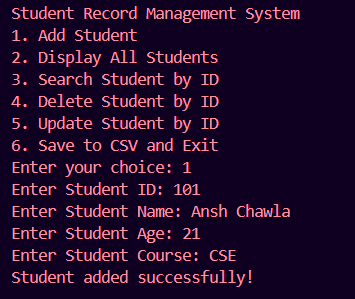 Student Record Management System
1. Add Student
2. Display All Students
3. Search Student by ID
4. Delete Student by ID
5. Update Student by ID
6. Save to CSV and Exit
Enter your choice: 1
Enter Student ID: 101
Enter Student Name: Ansh Chawla
Enter Student Age: 21
Enter Student Course: CSE
Student added successfully!